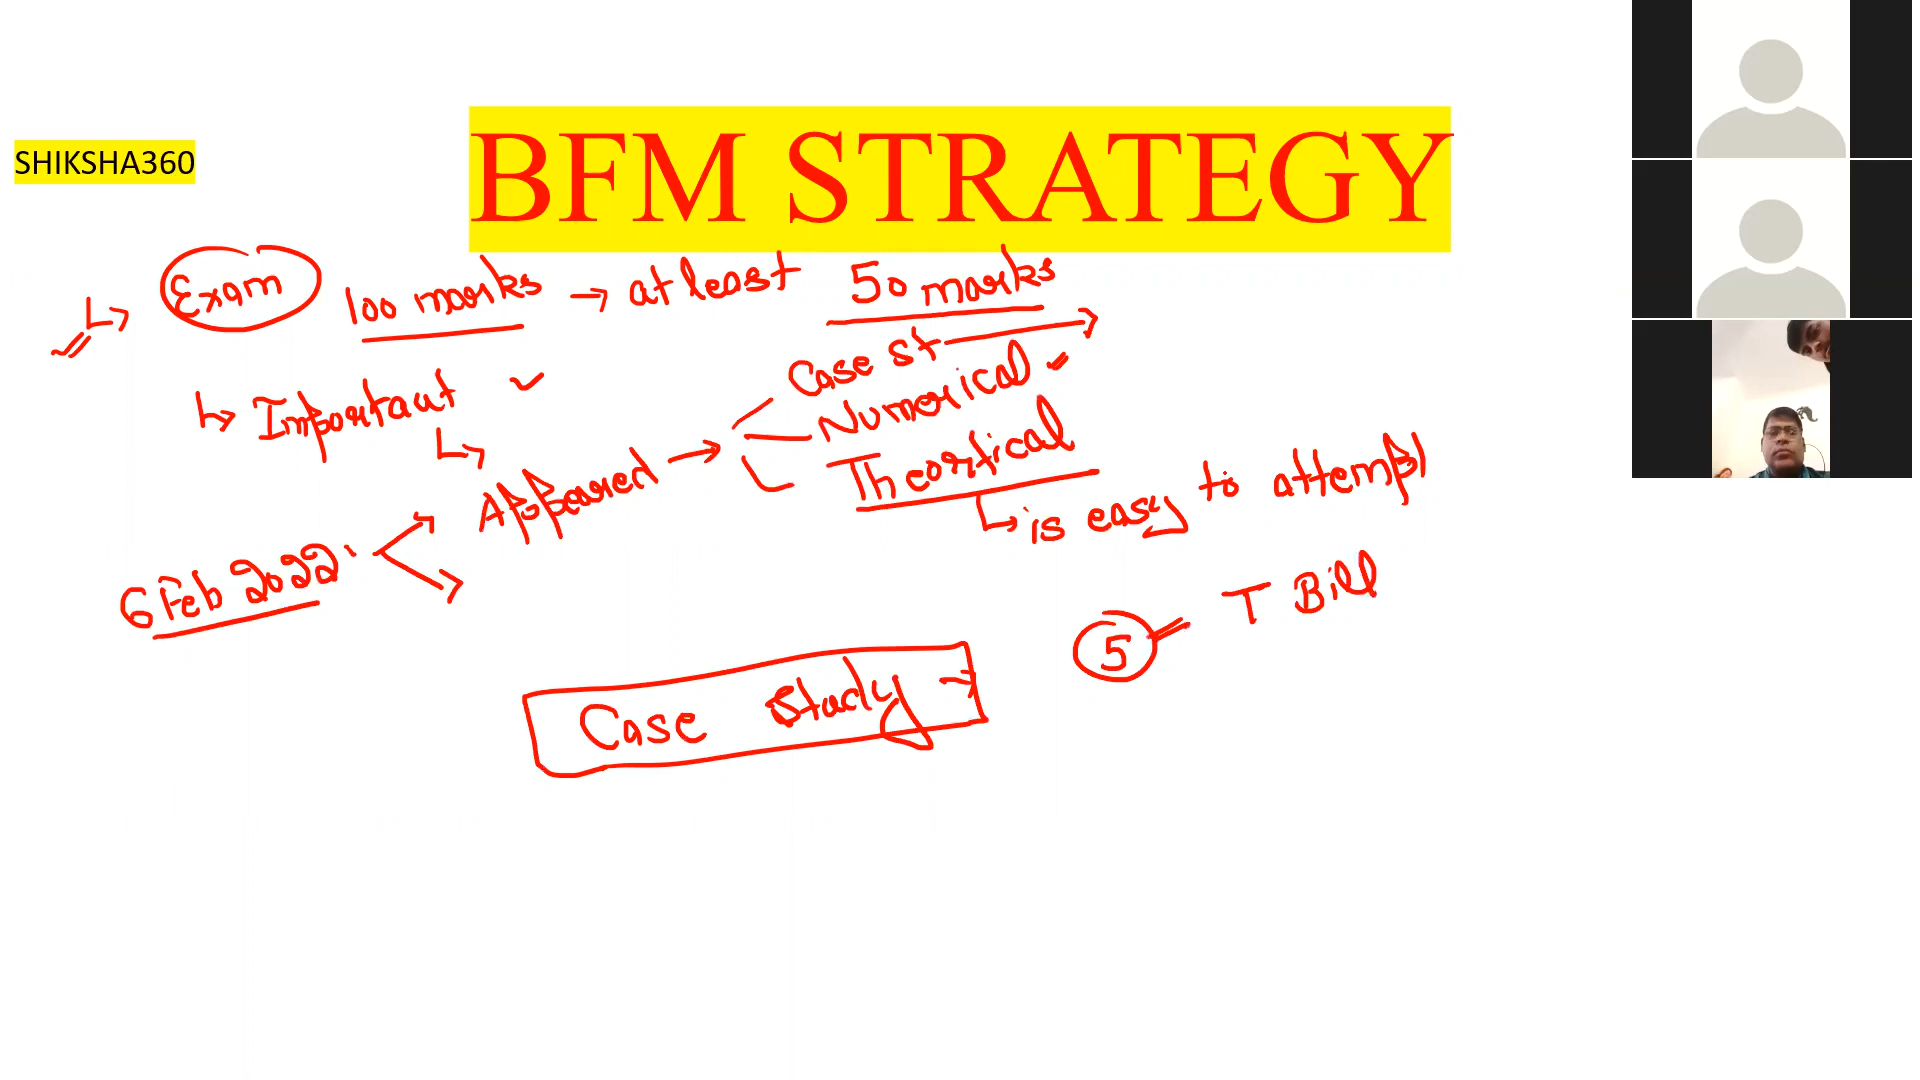 SHIKSHA360
BFM STRATEGY
Exam 100 marks → at least 50 marks
Important
Appeared → Case st
Numerical
Theortical
is easy to attempt
6 Feb 2022
5 T Bill
Case Study →